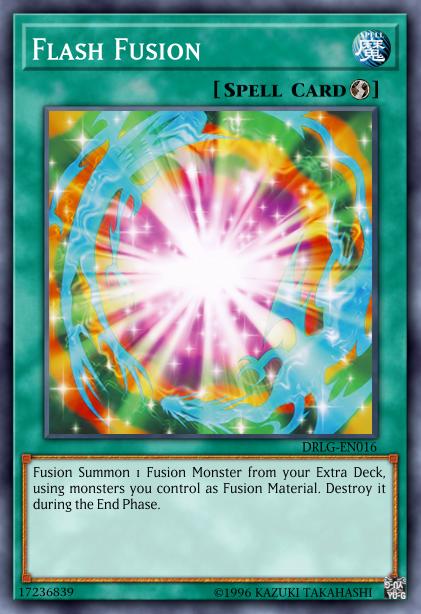 Flash Fusion
SPELL
魔
[Spell Card]
DRLG-EN016
Fusion Summon 1 Fusion Monster from your Extra Deck,
using monsters you control as Fusion Material. Destroy it
during the End Phase.
17236839
©1996 KAZUKI TAKAHASHI